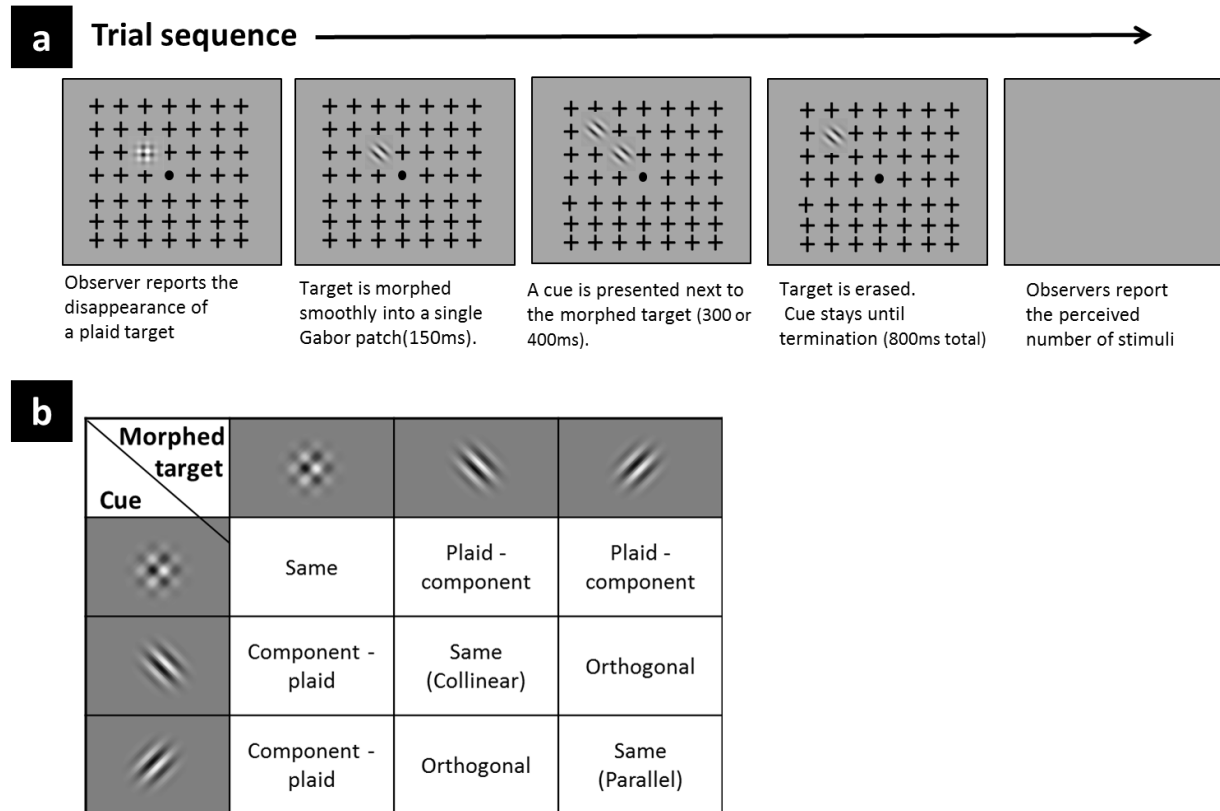 a
Trial sequence
Observer reports the
disappearance of
a plaid target
Target is morphed
smoothly into a single
Gabor patch(150ms).
A cue is presented next to
the morphed target (300 or
400ms).
Target is erased.
Cue stays until
termination (800ms total)
Observers report
the perceived
number of stimuli
b
Morphed
target
Cue
Same
Plaid -
component
Plaid -
component
Component -
plaid
Same
(Collinear)
Orthogonal
Component -
plaid
Orthogonal
Same
(Parallel)